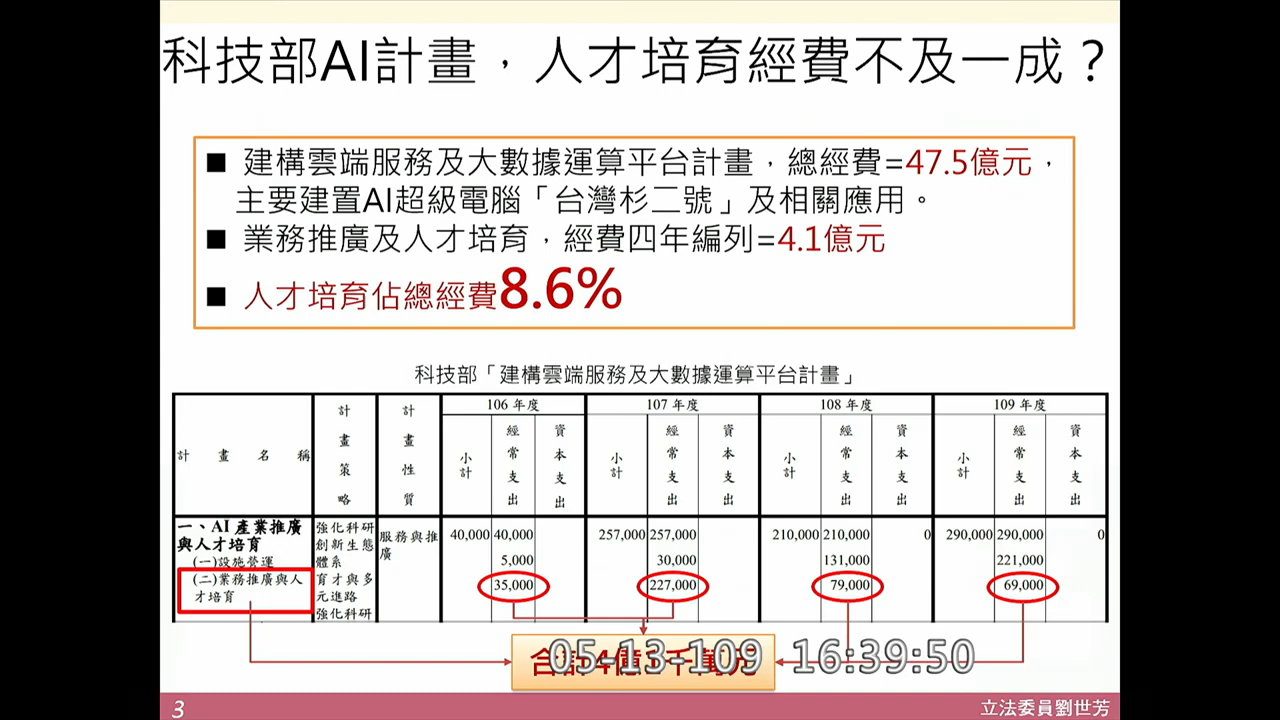 科技部AI計畫，人才培育經費不及一成？
■ 建構雲端服務及大數據運算平台計畫，總經費=47.5億元，
主要建置AI超級電腦「台灣杉二號」及相關應用。
■ 業務推廣及人才培育，經費四年編列=4.1億元
■ 人才培育佔總經費8.6%
科技部「建構雲端服務及大數據運算平台計畫」
106 年度 107 年度 108 年度 109 年度
計畫名稱 計畫策略 計畫性質 小計 經常支出 資本支出 小計 經常支出 資本支出 小計 經常支出 資本支出 小計 經常支出 資本支出
一、AI 產業推廣 強化科研 服務與推 40,000 40,000 257,000 257,000 210,000 210,000 0 290,000 290,000 0
與人才培育 創新生態 廣
(一)設施營運 體系 5,000 30,000 131,000 221,000
(二)業務推廣與人 育才與多 35,000 227,000 79,000 69,000
才培育 元進路
強化科研
05-13-109 16:39:50
3 立法委員劉世芳